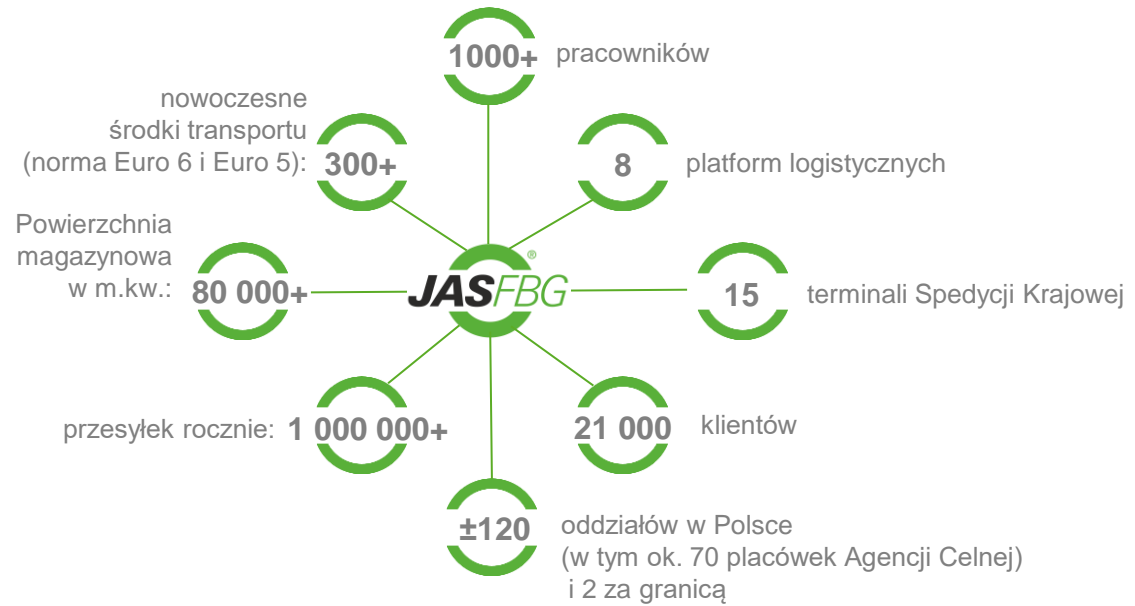 1000+ pracowników
nowoczesne
środki transportu
(norma Euro 6 i Euro 5): 300+
8 platform logistycznych
Powierzchnia
magazynowa
w m.kw.: 80 000+
JASFBG®
15 terminali Spedycji Krajowej
przesyłek rocznie: 1 000 000+
21 000 klientów
±120 oddziałów w Polsce
(w tym ok. 70 placówek Agencji Celnej)
i 2 za granicą